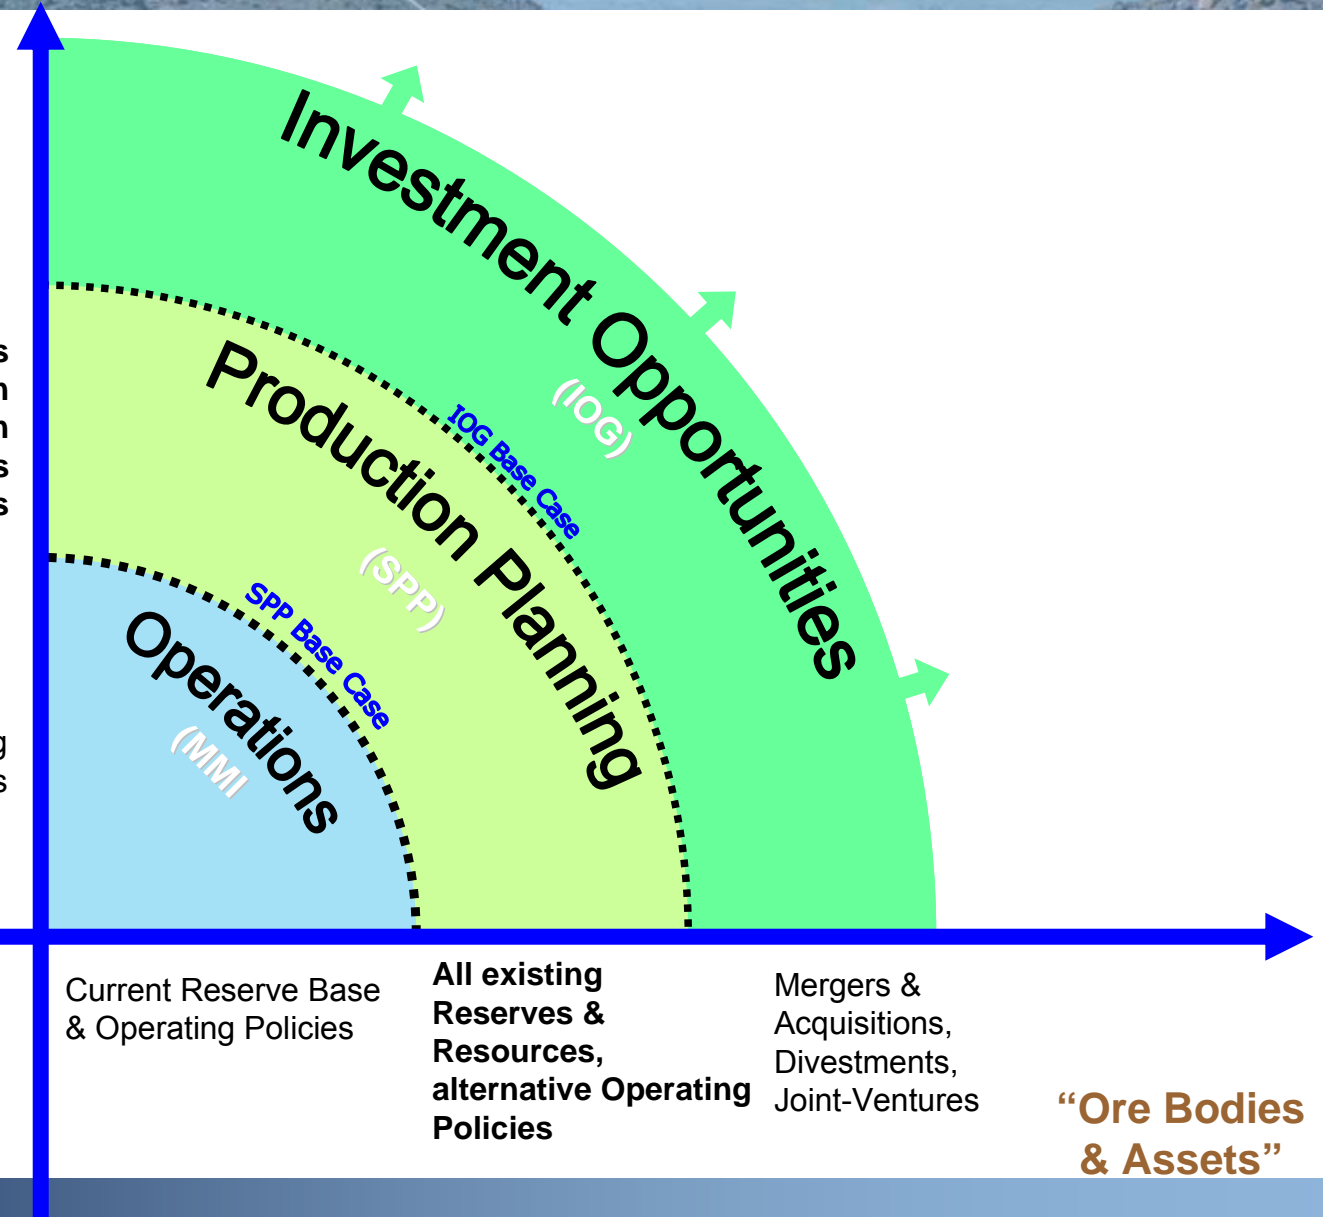 Investment Opportunities
(IOG)
IOG Base Case
Production Planning
(SPP)
SPP Base Case
Operations
(MMI
s
n
n
s
s
g
s
Current Reserve Base
& Operating Policies
All existing
Reserves &
Resources,
alternative Operating
Policies
Mergers &
Acquisitions,
Divestments,
Joint-Ventures
“Ore Bodies
& Assets”